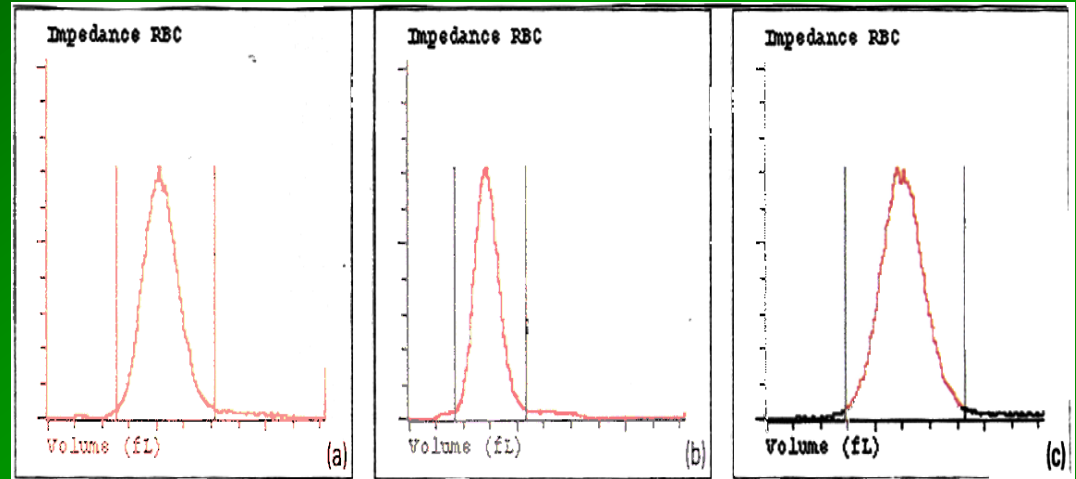 Impedance RBC
Volume (fL)
(a)
Impedance RBC
Volume (fL)
(b)
Impedance RBC
Volume (fL)
(c)